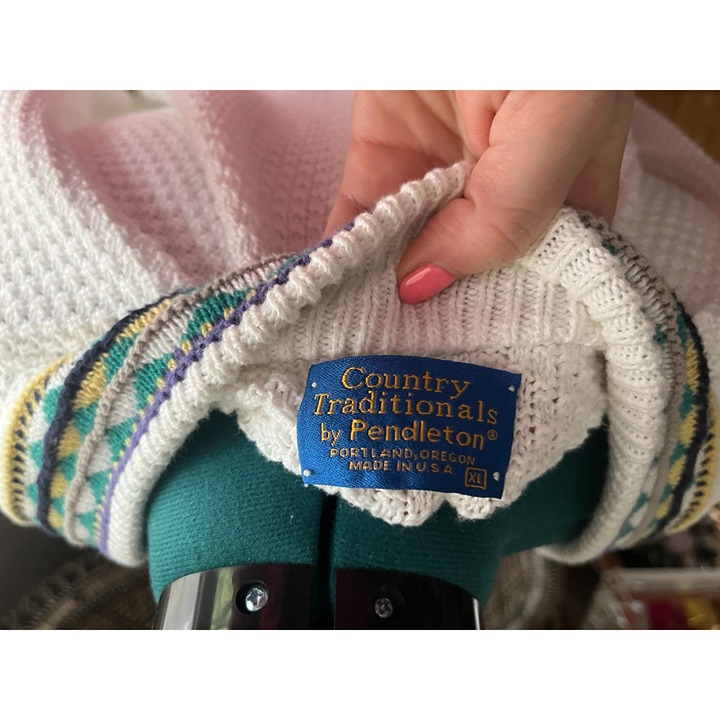 Country
Traditionals
by Pendleton®
PORTLAND, OREGON
MADE IN U.S.A
XL